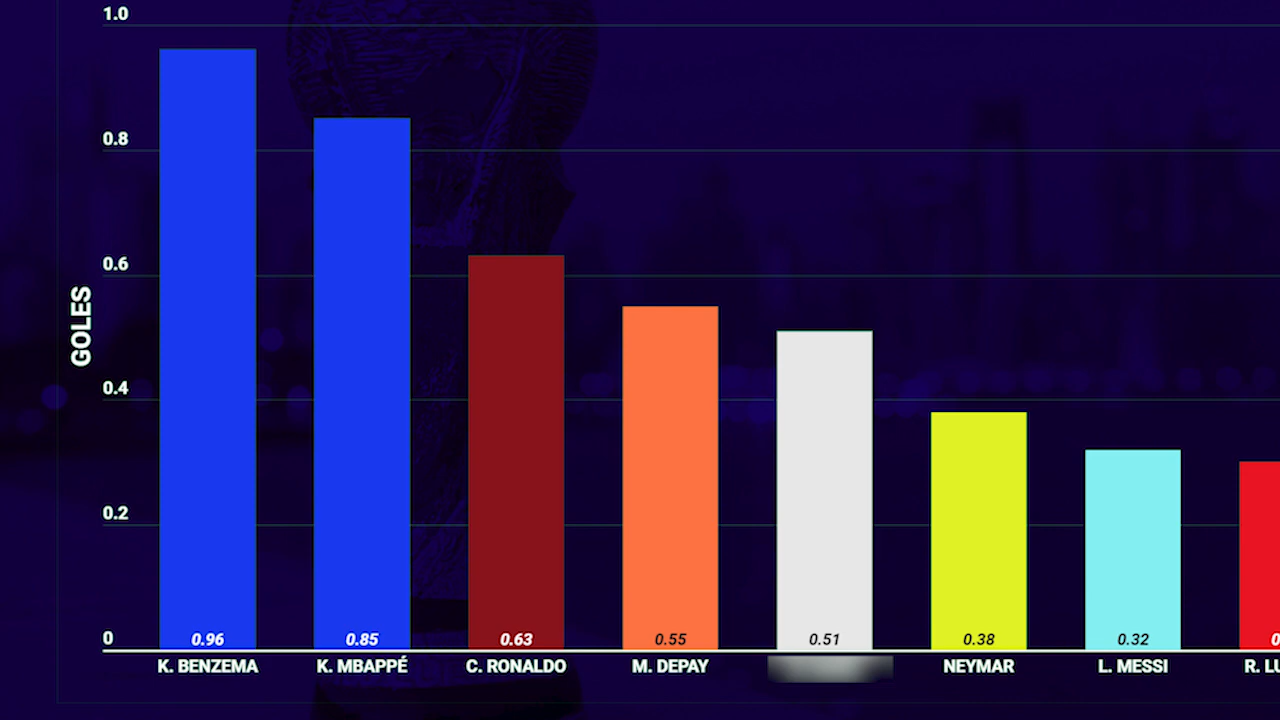 1.0
0.8
0.6
0.4
0.2
0
GOLES
0.96
0.85
0.63
0.55
0.51
0.38
0.32
K. BENZEMA
K. MBAPPÉ
C. RONALDO
M. DEPAY
NEYMAR
L. MESSI